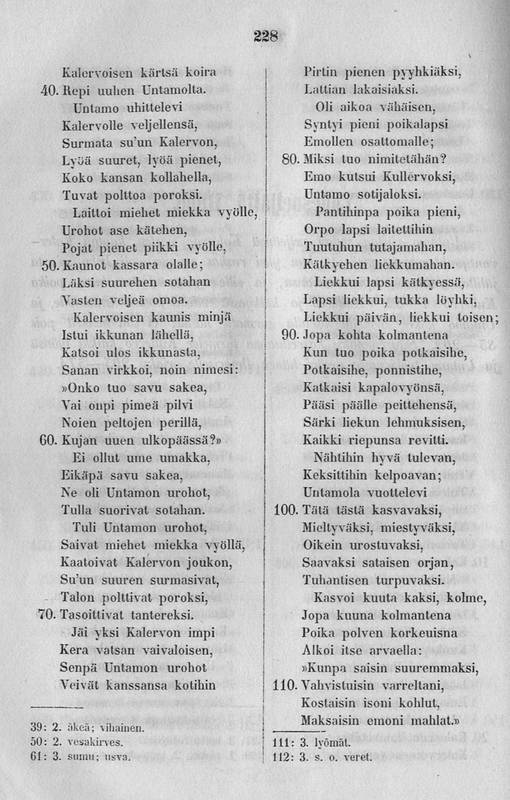 228
Kalervoisen kärtsä koira
40. Repi uuhen Untamolta.
Untamo uhittelevi
Kalervolle veljellensä,
Surmata su'un Kalervon,
Lyöä suuret, lyöä pienet,
Koko kansan kollahella,
Tuvat polttoa poroksi.
Laittoi miehet miekka vyölle,
Urohot ase kätehen,
Pojat pienet piikki vyölle,
50. Kaunot kassara olalle;
Läksi suurehen sotahan
Vasten veljeä omoa.
Kalervoisen kaunis minjä
Istui ikkunan lähellä,
Katsoi ulos ikkunasta,
Sanan virkkoi, noin nimesi:
»Onko tuo savu sakea,
Vai onpi pimeä pilvi
Noien peltojen perillä,
60. Kujan uuen ulkopäässä?»
Ei ollut ume umakka,
Eikäpä savu sakea,
Ne oli Untamon urohot,
Tulla suorivat sotahan.
Tuli Untamon urohot,
Saivat miehet miekka vyöllä,
Kaatoivat Kalervon joukon,
Su'un suuren surmasivat,
Talon polttivat poroksi,
70. Tasoittivat tantereksi.
Jäi yksi Kalervon impi
Kera vatsan vaivaloisen,
Senpä Untamon urohot
Veivät kanssansa kotihin
39: 2. äkeä; vihainen.
50: 2. vesakirves.
61: 3. sumu; usva.
Pirtin pienen pyyhkiäksi,
Lattian lakaisiaksi.
Oli aikoa vähäisen,
Syntyi pieni poikalapsi
Emollen osattomalle;
80. Miksi tuo nimitetähän?
Emo kutsui Kullervoksi,
Untamo sotijaloksi.
Pantihinpa poika pieni,
Orpo lapsi laitettihin
Tuutuhun tutajamahan,
Kätkyehen liekkumahan.
Liekkui lapsi kätkyessä,
Lapsi liekkui, tukka löyhki,
Liekkui päivän, liekkui toisen;
90. Jopa kohta kolmantena
Kun tuo poika potkaisihe,
Potkaisihe, ponnistihe,
Katkaisi kapalovyönsä,
Pääsi päälle peittehensä,
Särki liekun lehmuksisen,
Kaikki riepunsa revitti.
Nähtihin hyvä tulevan,
Keksittihin kelpoavan;
Untamola vuottelevi
100. Tätä tästä kasvavaksi,
Mieltyväksi, miestyväksi,
Oikein urostuvaksi,
Saavaksi sataisen orjan,
Tuhantisen turpuvaksi.
Kasvoi kuuta kaksi, kolme,
Jopa kuuna kolmantena
Poika polven korkeuisna
Alkoi itse arvaella:
»Kunpa saisin suuremmaksi,
110. Vahvistuisin varreltani,
Kostaisin isoni kohlut,
Maksaisin emoni mahlat.»
111: 3. lyömät.
112: 3. s. o. veret.